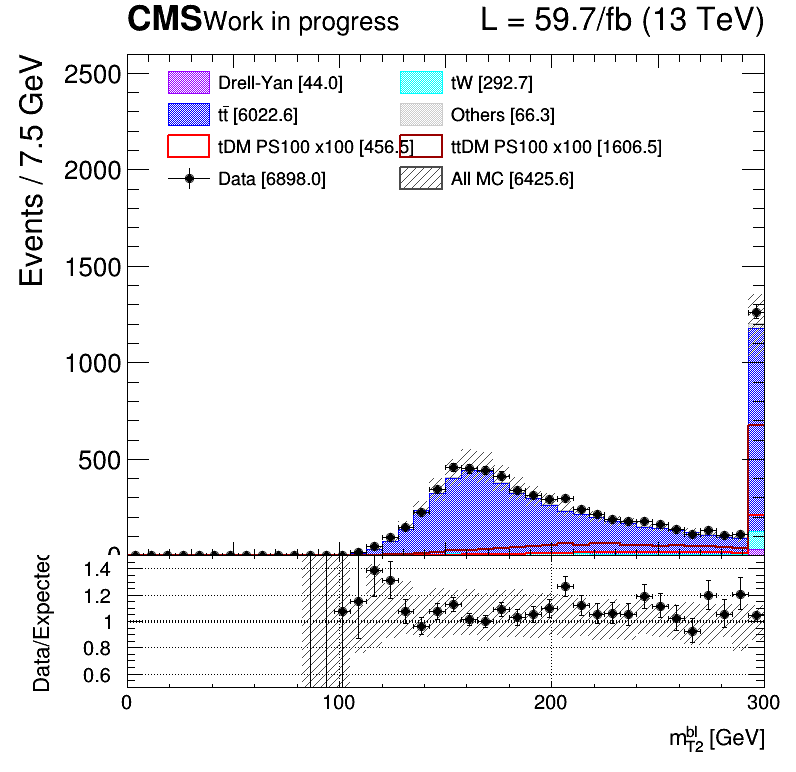 CMS Work in progress L = 59.7/fb (13 TeV)
Events / 7.5 GeV
2500
2000
1500
1000
500
0
Drell-Yan [44.0]
tW [292.7]
tt̄ [6022.6]
Others [66.3]
tDM PS100 x100 [456.5]
ttDM PS100 x100 [1606.5]
Data [6898.0]
All MC [6425.6]
Data/Expected
1.4
1.2
1
0.8
0.6
0 100 200 300
m_T2^bl [GeV]